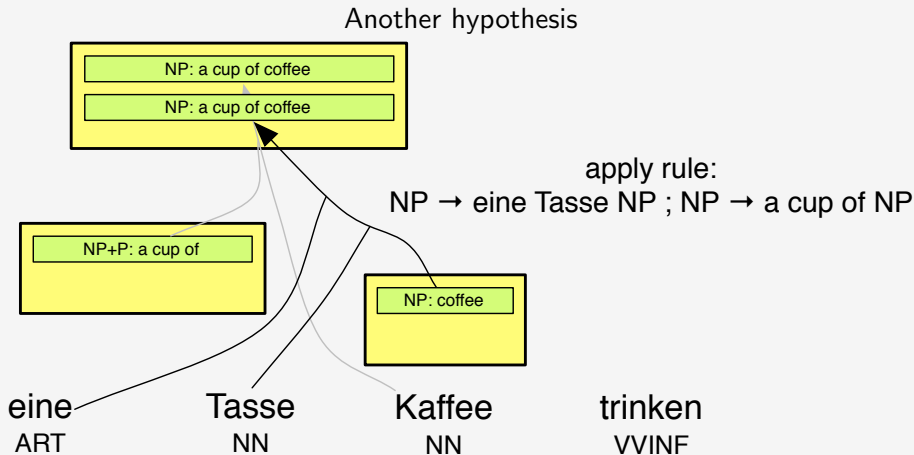 Another hypothesis
NP: a cup of coffee
NP: a cup of coffee
apply rule:
NP → eine Tasse NP ; NP → a cup of NP
NP+P: a cup of
NP: coffee
eine Tasse Kaffee trinken
ART NN NN VVINF